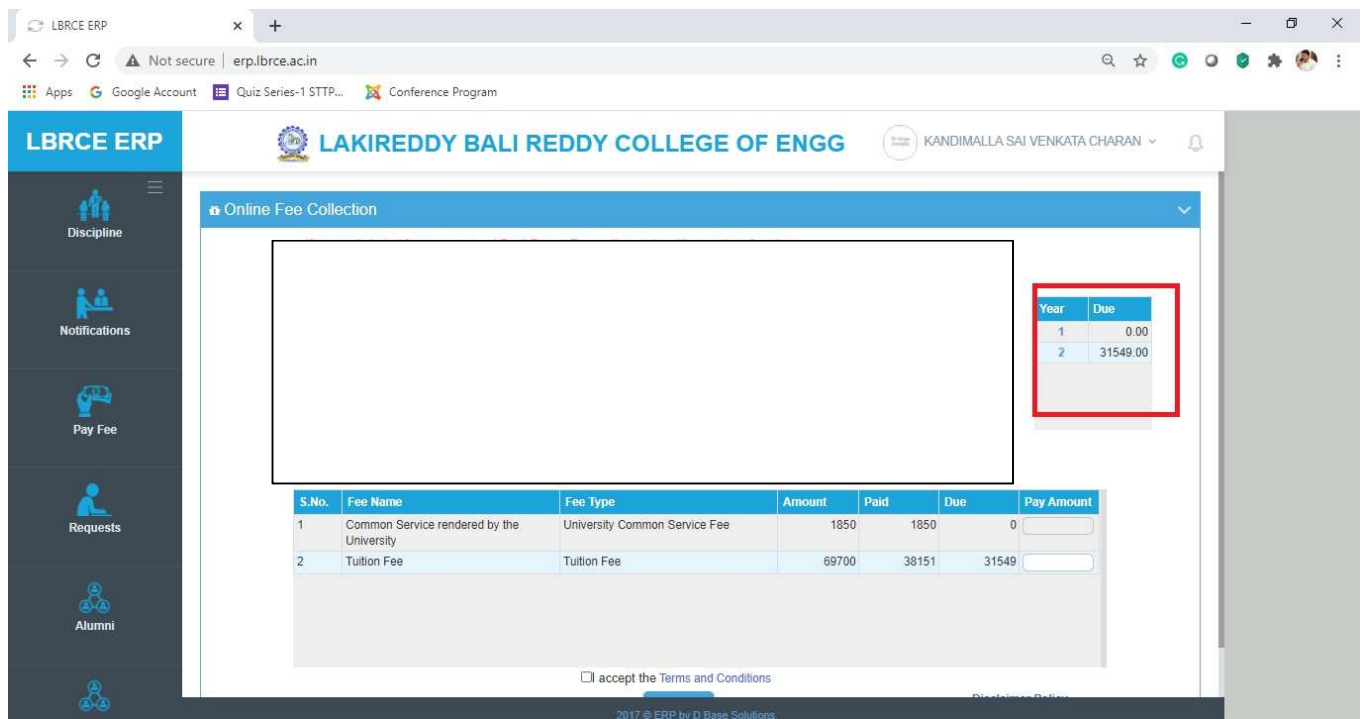 LBRCE ERP
Not secure erp.lbrce.ac.in
Apps Google Account Quiz Series-1 STTP... Conference Program
LBRCE ERP
LAKIREDDY BALI REDDY COLLEGE OF ENGG
KANDIMALLA SAI VENKATA CHARAN
Online Fee Collection
Discipline
Notifications
Pay Fee
Requests
Alumni
Year Due
1 0.00
2 31549.00
S.No. Fee Name Fee Type Amount Paid Due Pay Amount
1 Common Service rendered by the University Common Service Fee 1850 1850 0
University
2 Tuition Fee Tuition Fee 69700 38151 31549
I accept the Terms and Conditions
Disclaimer Policy
2017 © ERP by D Base Solutions.